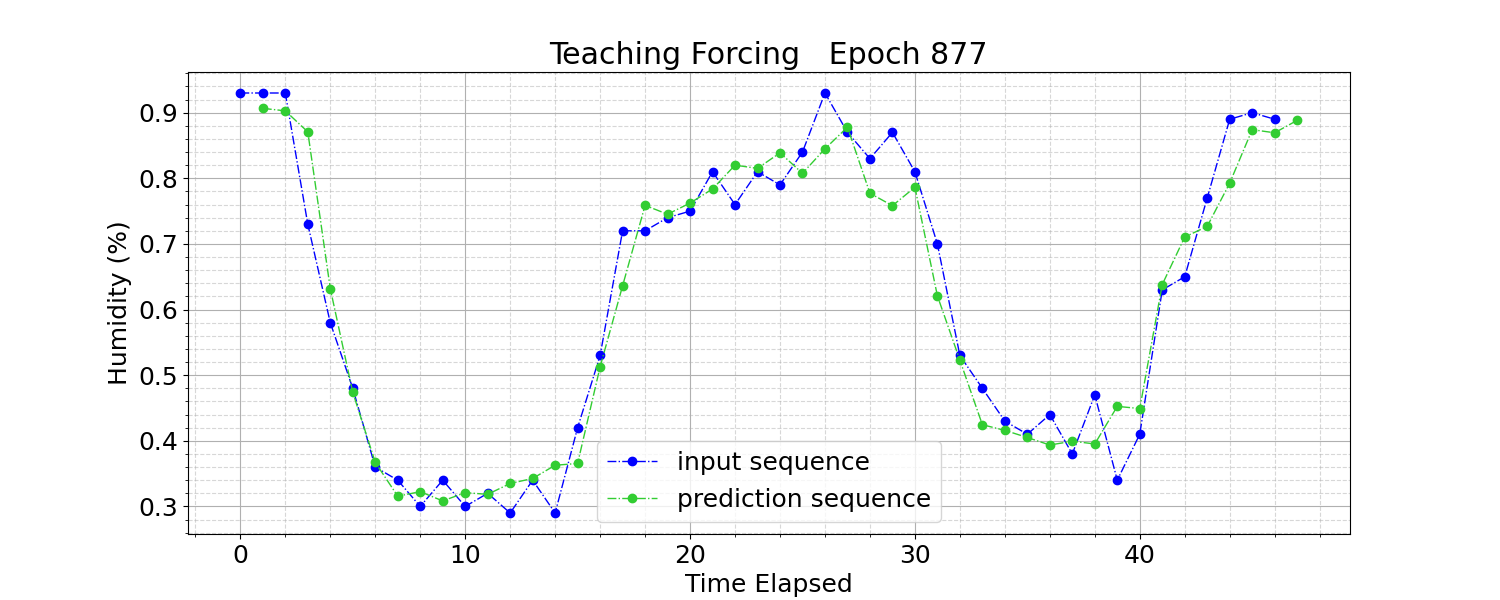 Teaching Forcing   Epoch 877
Humidity (%)
0.9
0.8
0.7
0.6
0.5
0.4
0.3
input sequence
prediction sequence
0 10 20 30 40
Time Elapsed